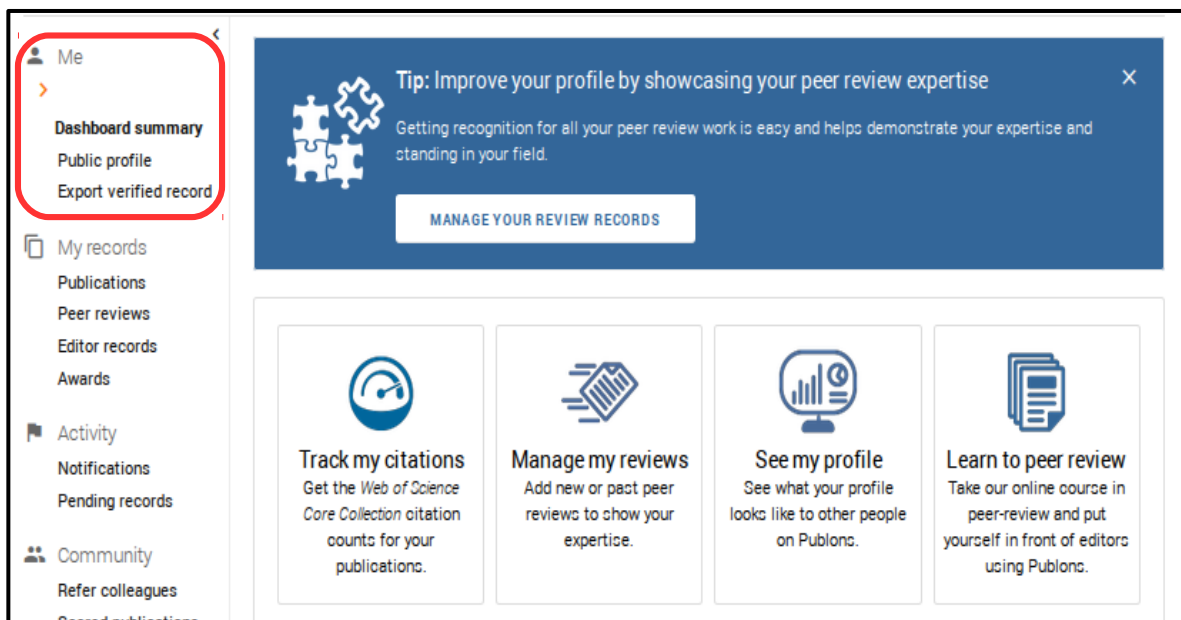 Me
Dashboard summary
Public profile
Export verified record
My records
Publications
Peer reviews
Editor records
Awards
Activity
Notifications
Pending records
Community
Refer colleagues
Tip: Improve your profile by showcasing your peer review expertise
Getting recognition for all your peer review work is easy and helps demonstrate your expertise and
standing in your field.
MANAGE YOUR REVIEW RECORDS
Track my citations
Get the Web of Science
Core Collection citation
counts for your
publications.
Manage my reviews
Add new or past peer
reviews to show your
expertise.
See my profile
See what your profile
looks like to other people
on Publons.
Learn to peer review
Take our online course in
peer-review and put
yourself in front of editors
using Publons.